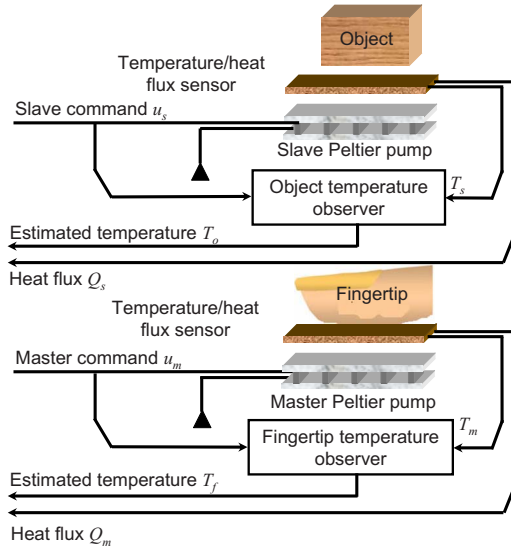 Object
Temperature/heat
flux sensor
Slave command u_s
Slave Peltier pump
Object temperature
observer
T_s
Estimated temperature T_o
Heat flux Q_s
Fingertip
Temperature/heat
flux sensor
Master command u_m
Master Peltier pump
Fingertip temperature
observer
T_m
Estimated temperature T_f
Heat flux Q_m